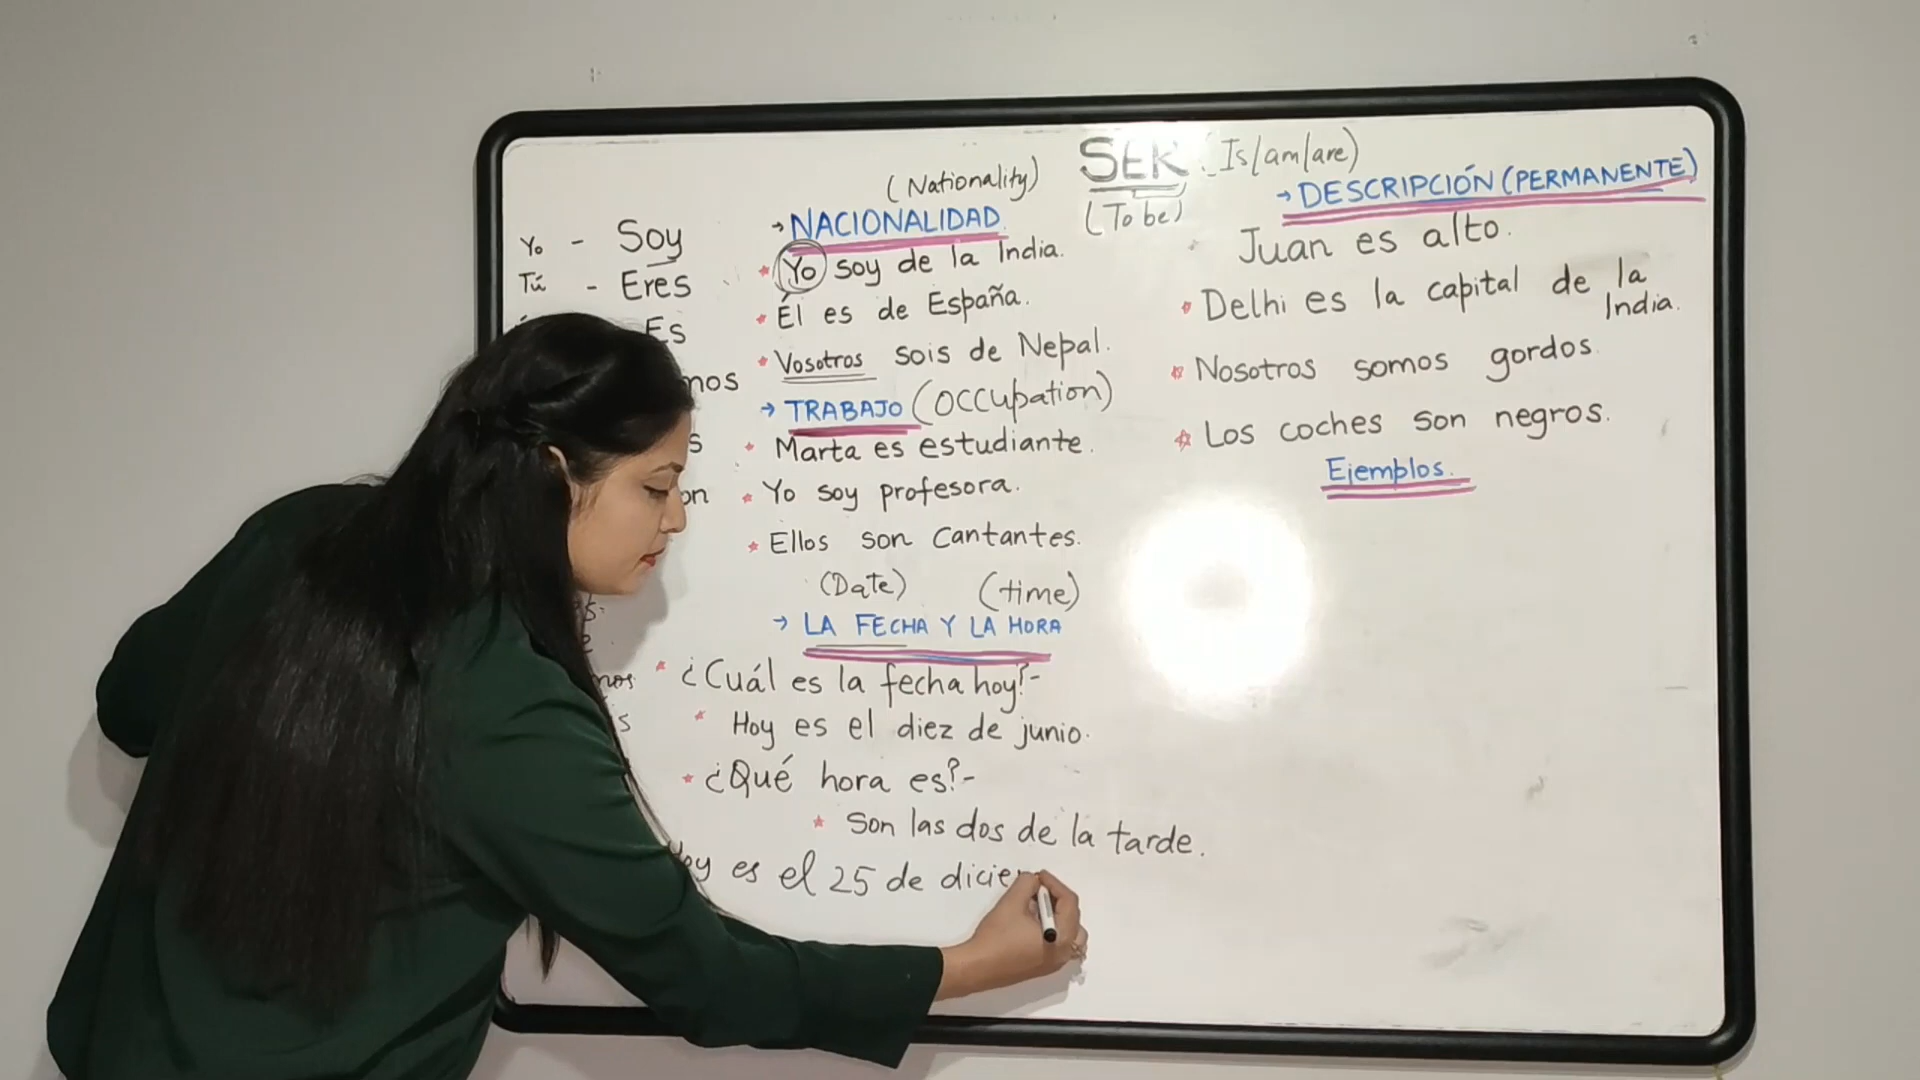 SER : Is/am/are)
(To be)
Yo - Soy
Tú - Eres
Es
mos
s
on
(Nationality)
→ NACIONALIDAD
* Yo soy de la India.
* Él es de España.
* Vosotros sois de Nepal.
→ TRABAJO (Occupation)
* Marta es estudiante.
* Yo soy profesora.
* Ellos son Cantantes.
(Date) (time)
→ LA FECHA Y LA HORA
* ¿Cuál es la fecha hoy?-
* Hoy es el diez de junio.
* ¿Qué hora es?-
* Son las dos de la tarde.
Hoy es el 25 de diciem
→ DESCRIPCIÓN (PERMANENTE)
Juan es alto.
* Delhi es la capital de la
India.
* Nosotros somos gordos.
* Los coches son negros.
Ejemplos.